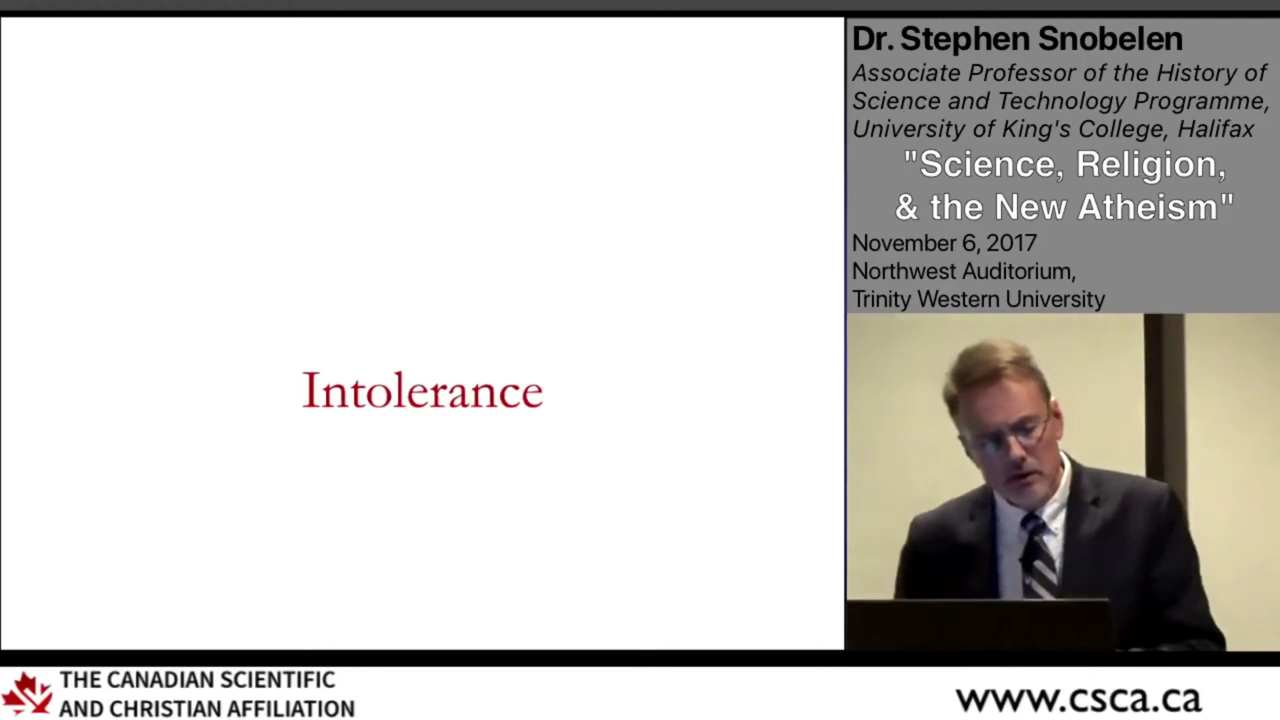 Intolerance
Dr. Stephen Snobelen
Associate Professor of the History of
Science and Technology Programme,
University of King's College, Halifax
"Science, Religion,
& the New Atheism"
November 6, 2017
Northwest Auditorium,
Trinity Western University
THE CANADIAN SCIENTIFIC
AND CHRISTIAN AFFILIATION
www.csca.ca